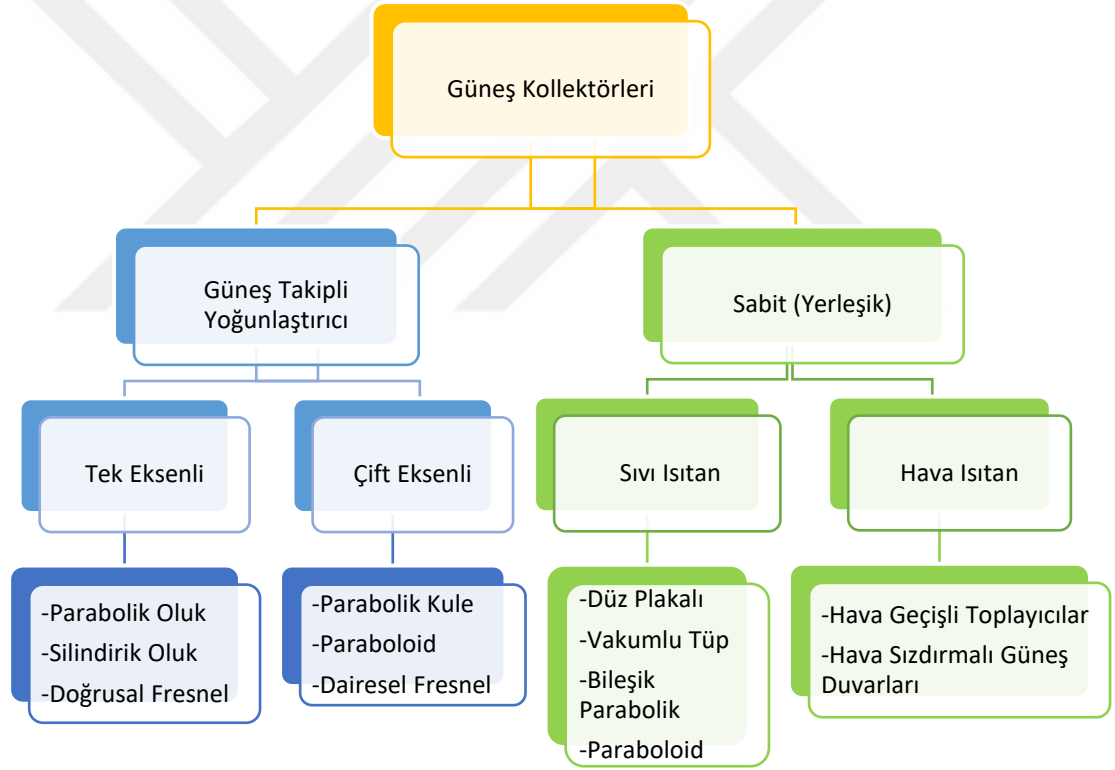 Güneş Kollektörleri
Güneş Takipli
Yoğunlaştırıcı
Sabit (Yerleşik)
Tek Eksenli
Çift Eksenli
Sıvı Isıtan
Hava Isıtan
-Parabolik Oluk
-Silindirik Oluk
-Doğrusal Fresnel
-Parabolik Kule
-Paraboloid
-Dairesel Fresnel
-Düz Plakalı
-Vakumlu Tüp
-Bileşik
Parabolik
-Paraboloid
-Hava Geçişli Toplayıcılar
-Hava Sızdırmalı Güneş
Duvarları